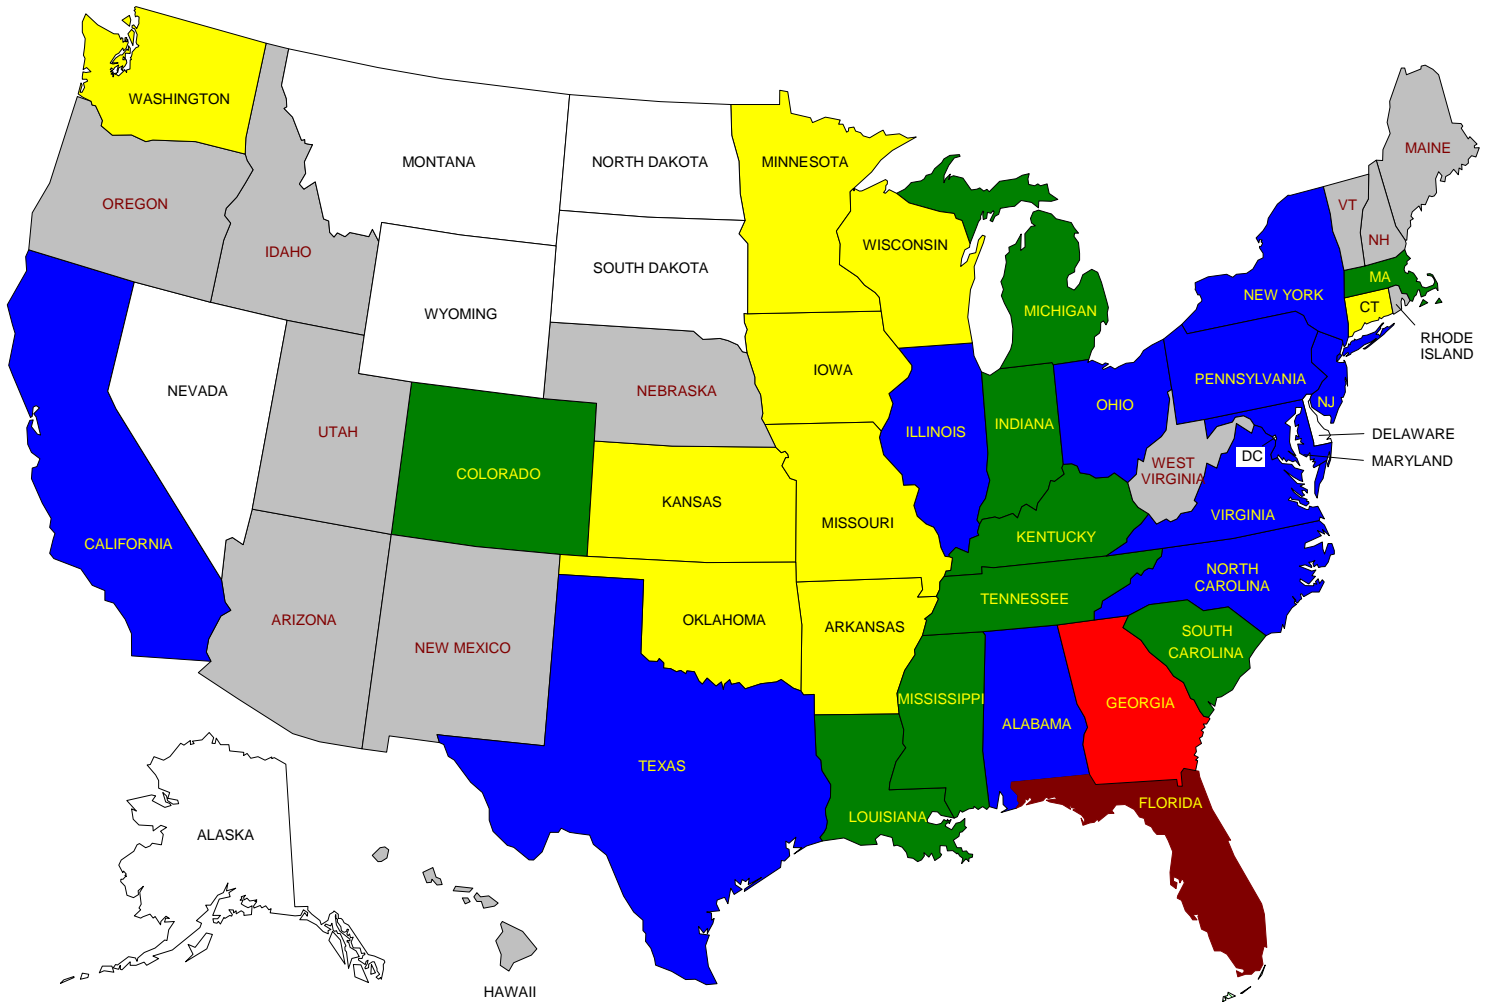 WASHINGTON
MONTANA
NORTH DAKOTA
MINNESOTA
MAINE
OREGON
VT
NH
IDAHO
SOUTH DAKOTA
WISCONSIN
MA
NEW YORK
WYOMING
MICHIGAN
CT
RHODE
ISLAND
NEVADA
NEBRASKA
IOWA
PENNSYLVANIA
OHIO
NJ
UTAH
ILLINOIS
INDIANA
DELAWARE
COLORADO
DC
MARYLAND
WEST
VIRGINIA
KANSAS
MISSOURI
VIRGINIA
CALIFORNIA
KENTUCKY
NORTH
CAROLINA
ARIZONA
NEW MEXICO
OKLAHOMA
ARKANSAS
TENNESSEE
SOUTH
CAROLINA
MISSISSIPPI
ALABAMA
GEORGIA
TEXAS
LOUISIANA
FLORIDA
ALASKA
HAWAII